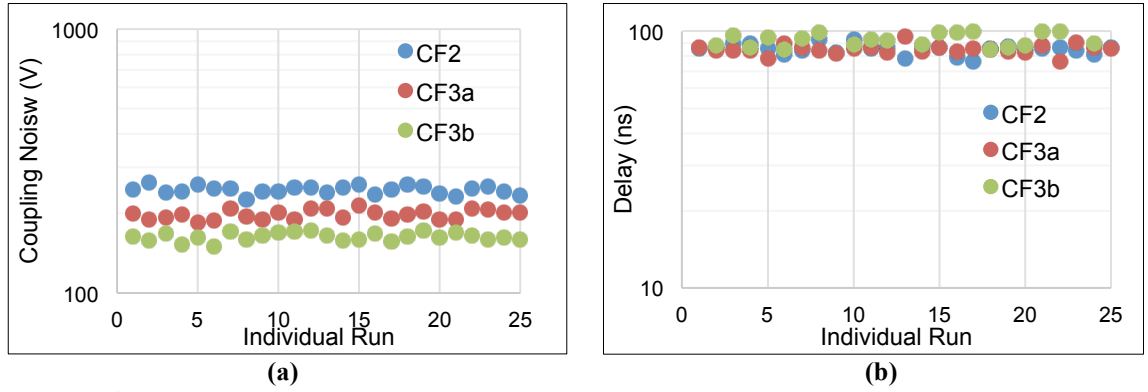 1000
Coupling Noisw (V)
CF2
CF3a
CF3b
100
0 5 10 15 20 25
Individual Run
(a)
100
Delay (ns)
CF2
CF3a
CF3b
10
0 5 10 15 20 25
Individual Run
(b)